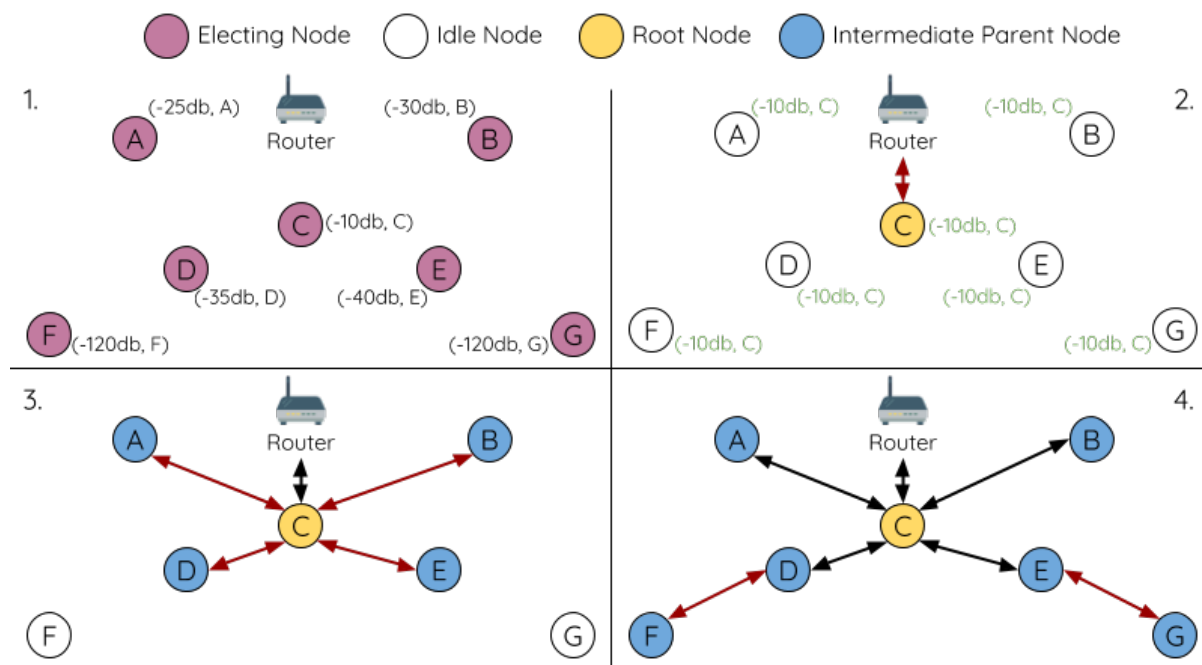 Electing Node
Idle Node
Root Node
Intermediate Parent Node
1.
(-25db, A)
A
Router
(-30db, B)
B
C
(-10db, C)
D
(-35db, D)
E
(-40db, E)
F
(-120db, F)
G
(-120db, G)
2.
(-10db, C)
A
Router
(-10db, C)
B
C
(-10db, C)
D
(-10db, C)
E
(-10db, C)
F
(-10db, C)
G
(-10db, C)
3.
A
Router
B
C
D
E
F
G
4.
A
Router
B
C
D
E
F
G